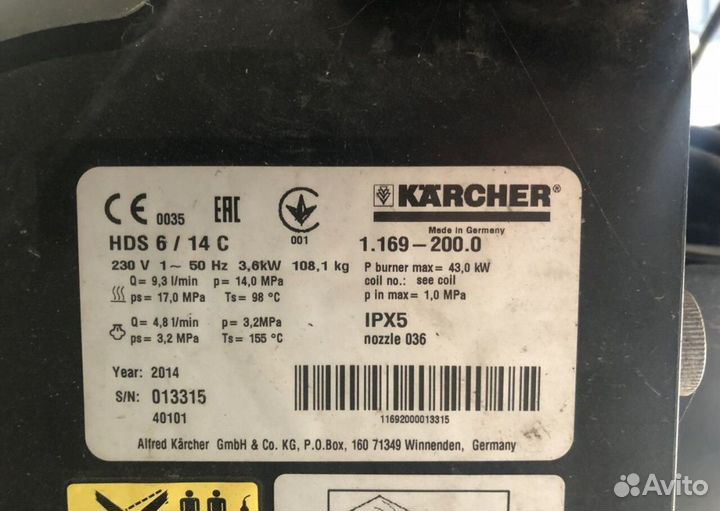 CE 0035 EAC
001
KÄRCHER®
Made in Germany
HDS 6 / 14 C
1.169-200.0
230 V 1~ 50 Hz 3,6kW 108,1 kg
P burner max= 43,0 kW
Q= 9,3 l/min p= 14,0 MPa
coil no.: see coil
ps= 17,0 MPa Ts= 98 °C
p in max= 1,0 MPa
Q= 4,8 l/min p= 3,2MPa
IPX5
ps= 3,2 MPa Ts= 155 °C
nozzle 036
Year: 2014
S/N: 013315
40101
11692000013315
Alfred Kärcher GmbH & Co. KG, P.O.Box, 160 71349 Winnenden, Germany
Avito